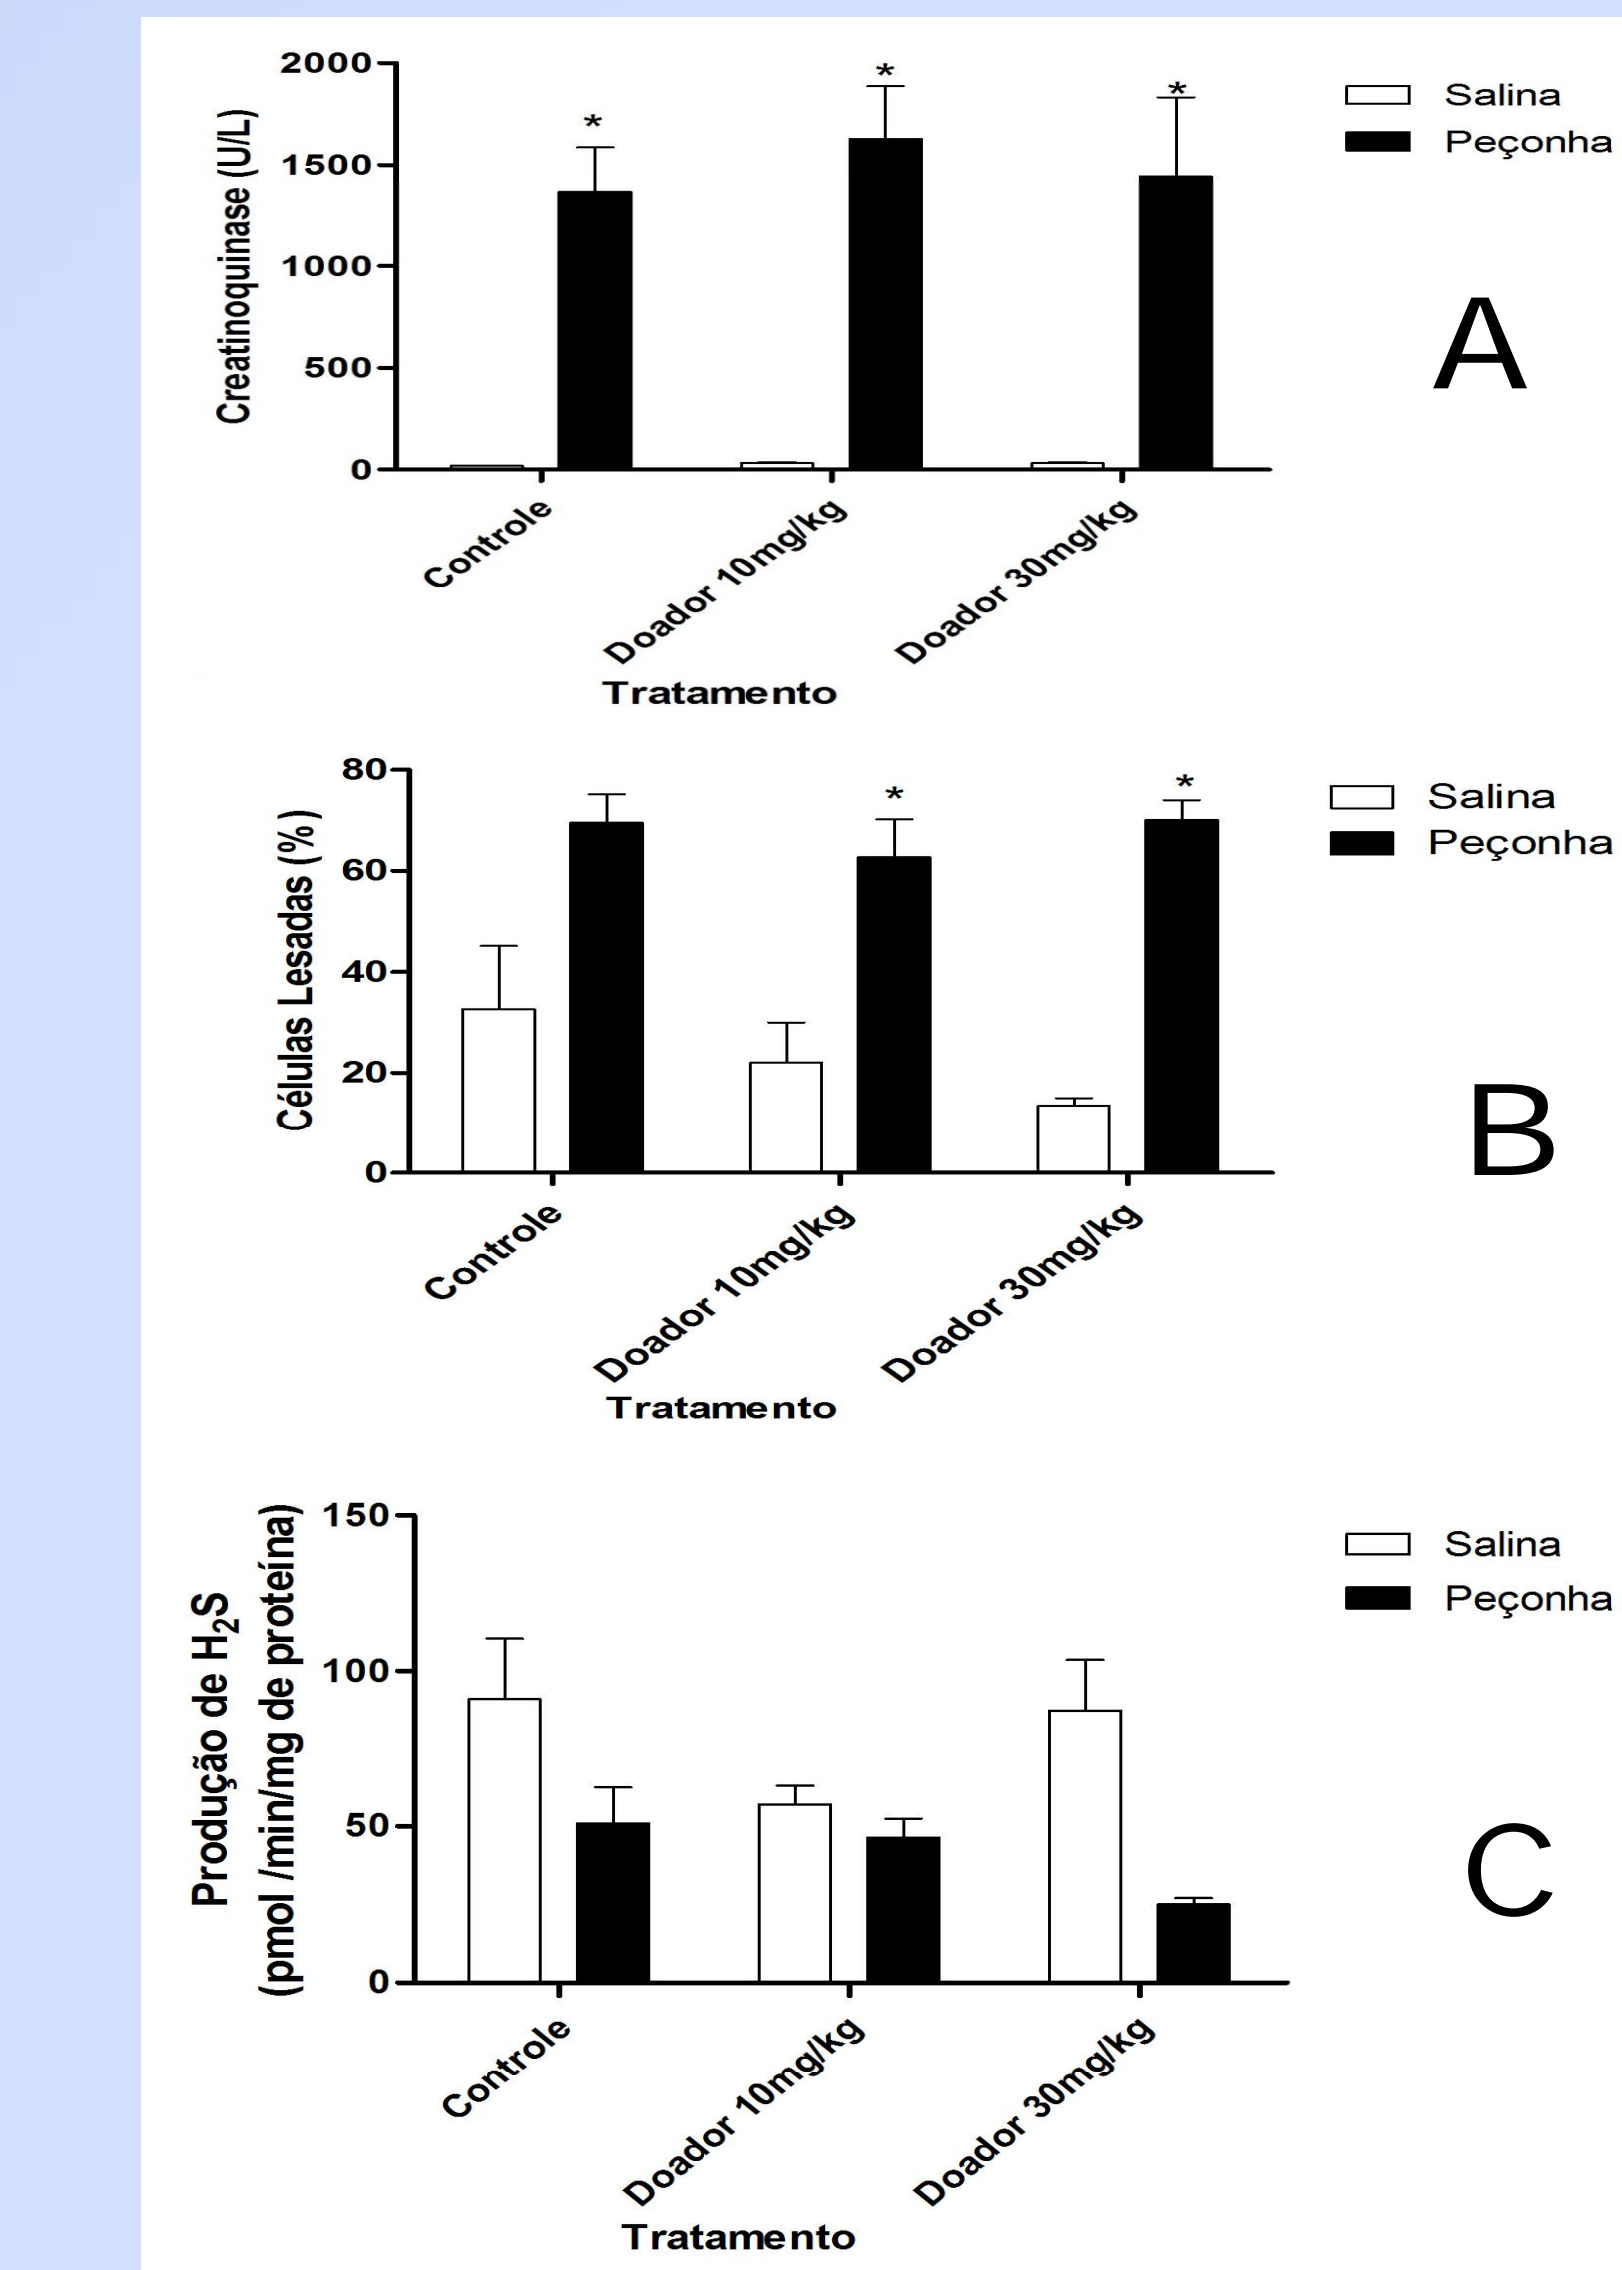 2000
1500
1000
500
0
Creatinoquinase (U/L)
*
*
*
Salina
Peçonha
A
Controle
Doador 10mg/kg
Doador 30mg/kg
Tratamento
80
60
40
20
0
Células Lesadas (%)
*
*
Salina
Peçonha
B
Controle
Doador 10mg/kg
Doador 30mg/kg
Tratamento
150
100
50
0
Produção de H₂S
(pmol /min/mg de proteína)
Salina
Peçonha
C
Controle
Doador 10mg/kg
Doador 30mg/kg
Tratamento